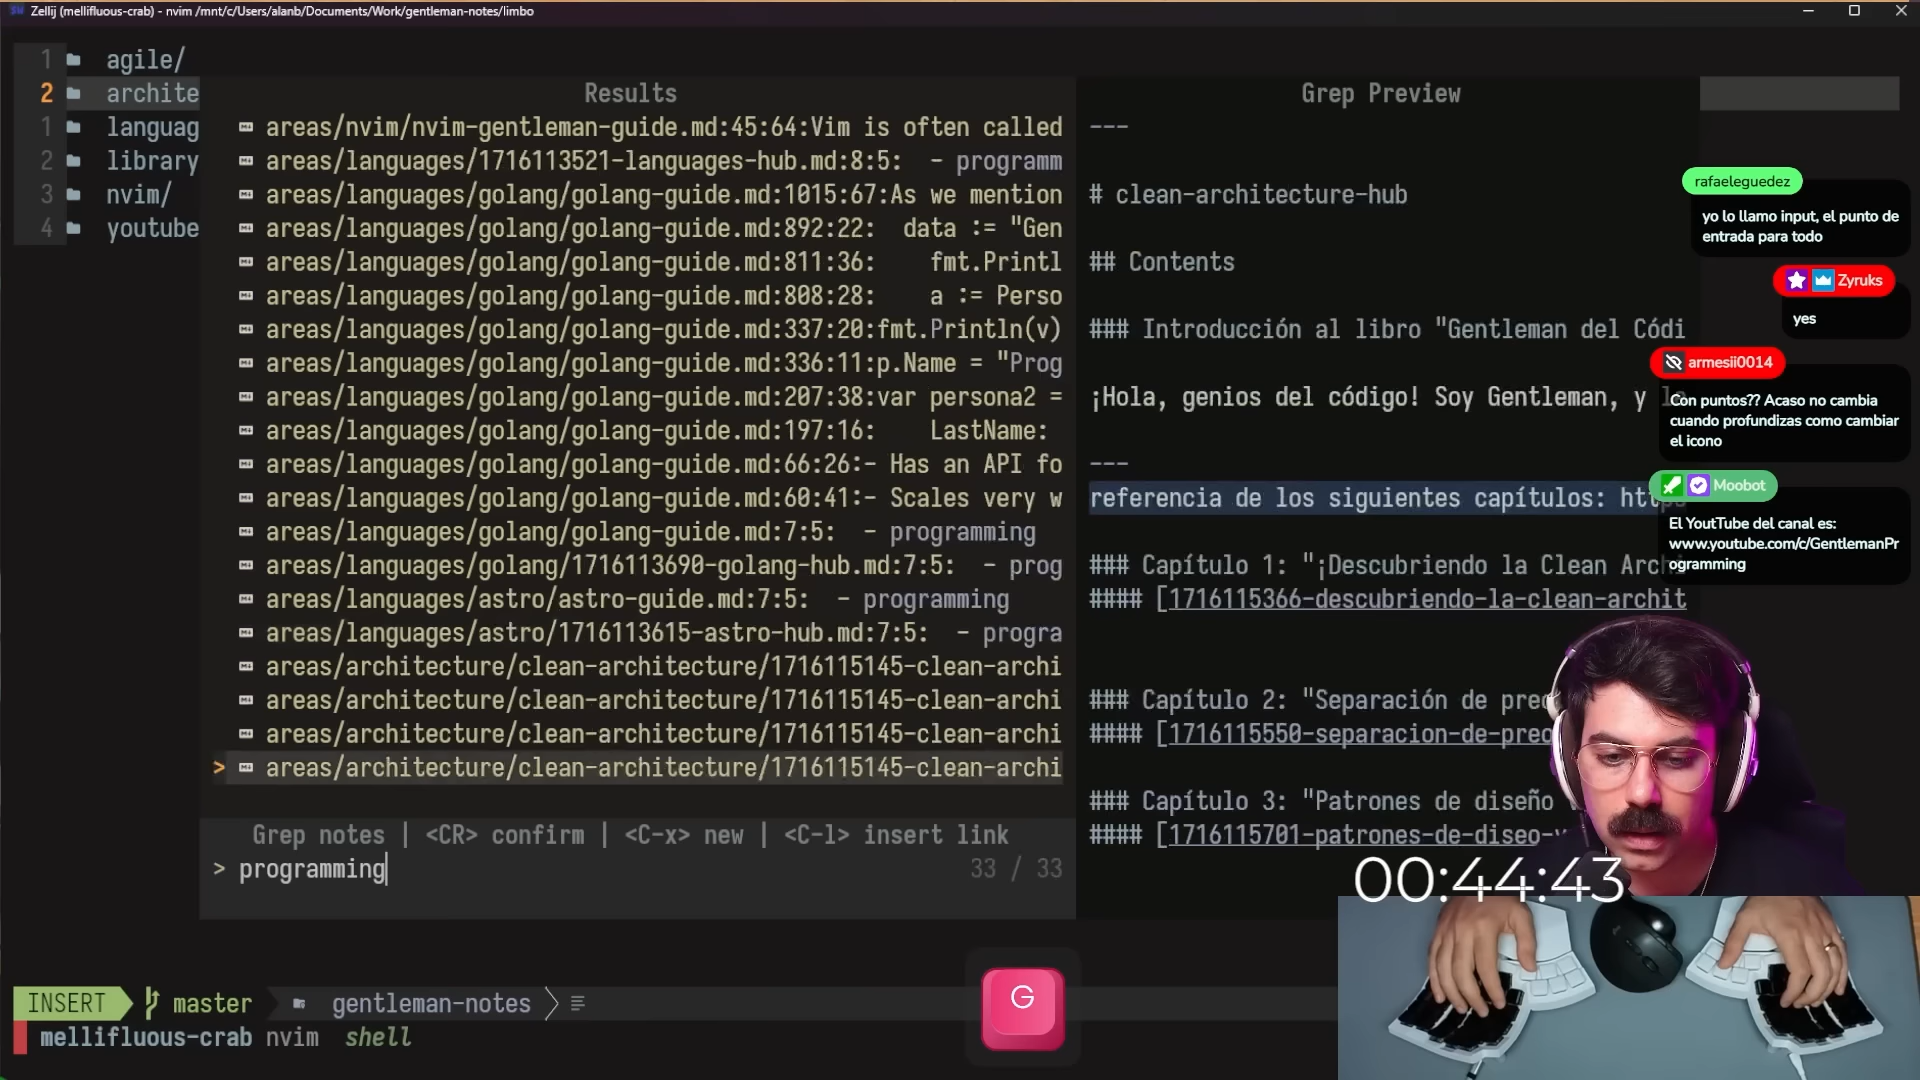 Zellij (mellifluous-crab) - nvim /mnt/c/Users/alanb/Documents/Work/gentleman-notes/limbo
1 agile/
2 archite
1 languag
2 library
3 nvim/
4 youtube
Results
areas/nvim/nvim-gentleman-guide.md:45:64:Vim is often called
areas/languages/1716113521-languages-hub.md:8:5:  - programm
areas/languages/golang/golang-guide.md:1015:67:As we mention
areas/languages/golang/golang-guide.md:892:22:  data := "Gen
areas/languages/golang/golang-guide.md:811:36:    fmt.Printl
areas/languages/golang/golang-guide.md:808:28:    a := Perso
areas/languages/golang/golang-guide.md:337:20:fmt.Println(v)
areas/languages/golang/golang-guide.md:336:11:p.Name = "Prog
areas/languages/golang/golang-guide.md:207:38:var persona2 =
areas/languages/golang/golang-guide.md:197:16:    LastName:
areas/languages/golang/golang-guide.md:66:26:- Has an API fo
areas/languages/golang/golang-guide.md:60:41:- Scales very w
areas/languages/golang/golang-guide.md:7:5:  - programming
areas/languages/golang/1716113690-golang-hub.md:7:5:  - prog
areas/languages/astro/astro-guide.md:7:5:  - programming
areas/languages/astro/1716113615-astro-hub.md:7:5:  - progra
areas/architecture/clean-architecture/1716115145-clean-archi
areas/architecture/clean-architecture/1716115145-clean-archi
areas/architecture/clean-architecture/1716115145-clean-archi
> areas/architecture/clean-architecture/1716115145-clean-archi
Grep notes | <CR> confirm | <C-x> new | <C-l> insert link
> programming 33 / 33
Grep Preview
---
# clean-architecture-hub
## Contents
### Introducción al libro "Gentleman del Códi
¡Hola, genios del código! Soy Gentleman, y
---
referencia de los siguientes capítulos:
### Capítulo 1: "¡Descubriendo la Clean Archi
#### [1716115366-descubriendo-la-clean-archit
### Capítulo 2: "Separación de preo
#### [1716115550-separacion-de-preo
### Capítulo 3: "Patrones de diseño
#### [1716115701-patrones-de-diseo-y
rafaeleguedez
yo lo llamo input, el punto de
entrada para todo
Zyruks
yes
armesii0014
Con puntos?? Acaso no cambia
cuando profundizas como cambiar
el icono
Moobot
El YoutTube del canal es:
www.youtube.com/c/GentlemanPr
ogramming
00:44:43
G
INSERT master gentleman-notes
mellifluous-crab nvim shell